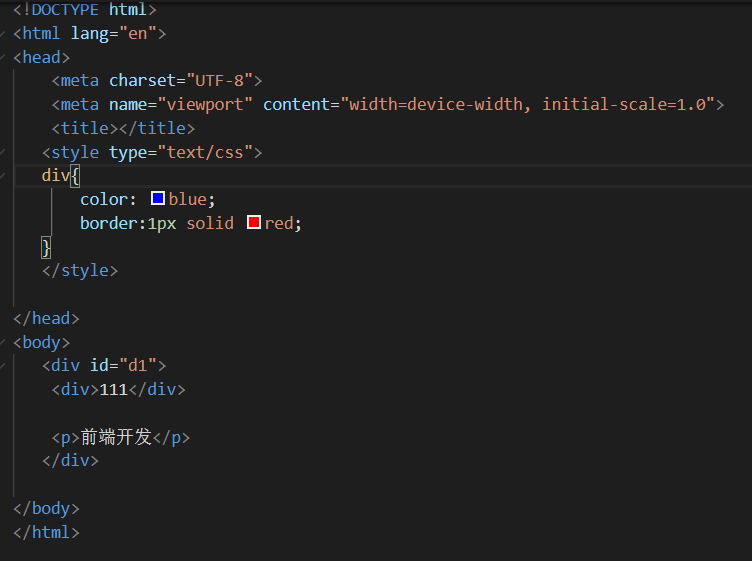 <!DOCTYPE html>
<html lang="en">
<head>
    <meta charset="UTF-8">
    <meta name="viewport" content="width=device-width, initial-scale=1.0">
    <title></title>
   <style type="text/css">
   div{
       color: blue;
       border:1px solid red;
   }
   </style>
</head>
<body>
   <div id="d1">
    <div>111</div>
    <p>前端开发</p>
   </div>
</body>
</html>